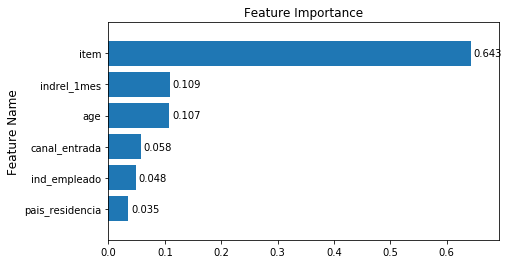 Feature Importance
Feature Name
item
0.643
indrel_1mes
0.109
age
0.107
canal_entrada
0.058
ind_empleado
0.048
pais_residencia
0.035
0.0 0.1 0.2 0.3 0.4 0.5 0.6